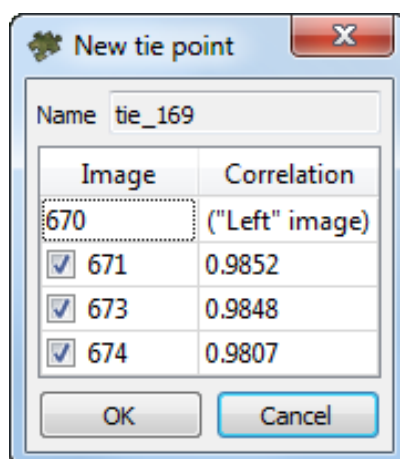 New tie point
Name tie_169
Image Correlation
670 ("Left" image)
671 0.9852
673 0.9848
674 0.9807
OK Cancel